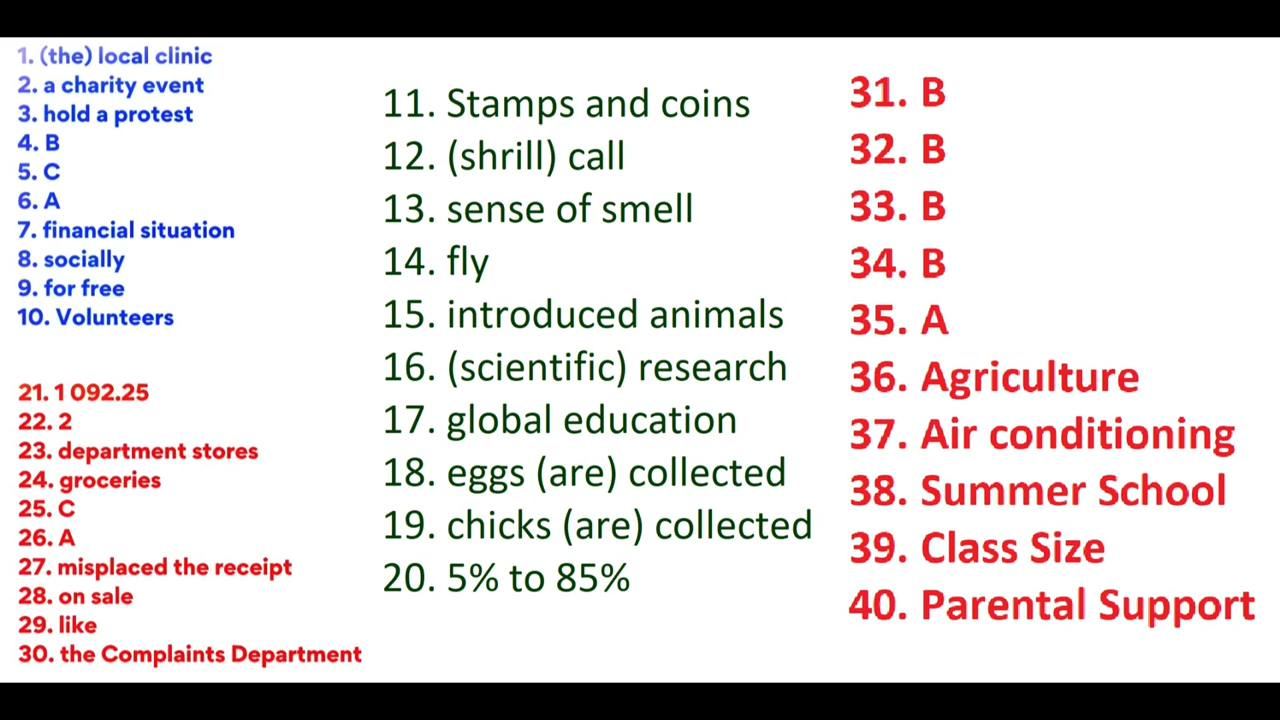 1. (the) local clinic
2. a charity event
3. hold a protest
4. B
5. C
6. A
7. financial situation
8. socially
9. for free
10. Volunteers
11. Stamps and coins
12. (shrill) call
13. sense of smell
14. fly
15. introduced animals
16. (scientific) research
17. global education
18. eggs (are) collected
19. chicks (are) collected
20. 5% to 85%
21. 1 092.25
22. 2
23. department stores
24. groceries
25. C
26. A
27. misplaced the receipt
28. on sale
29. like
30. the Complaints Department
31. B
32. B
33. B
34. B
35. A
36. Agriculture
37. Air conditioning
38. Summer School
39. Class Size
40. Parental Support